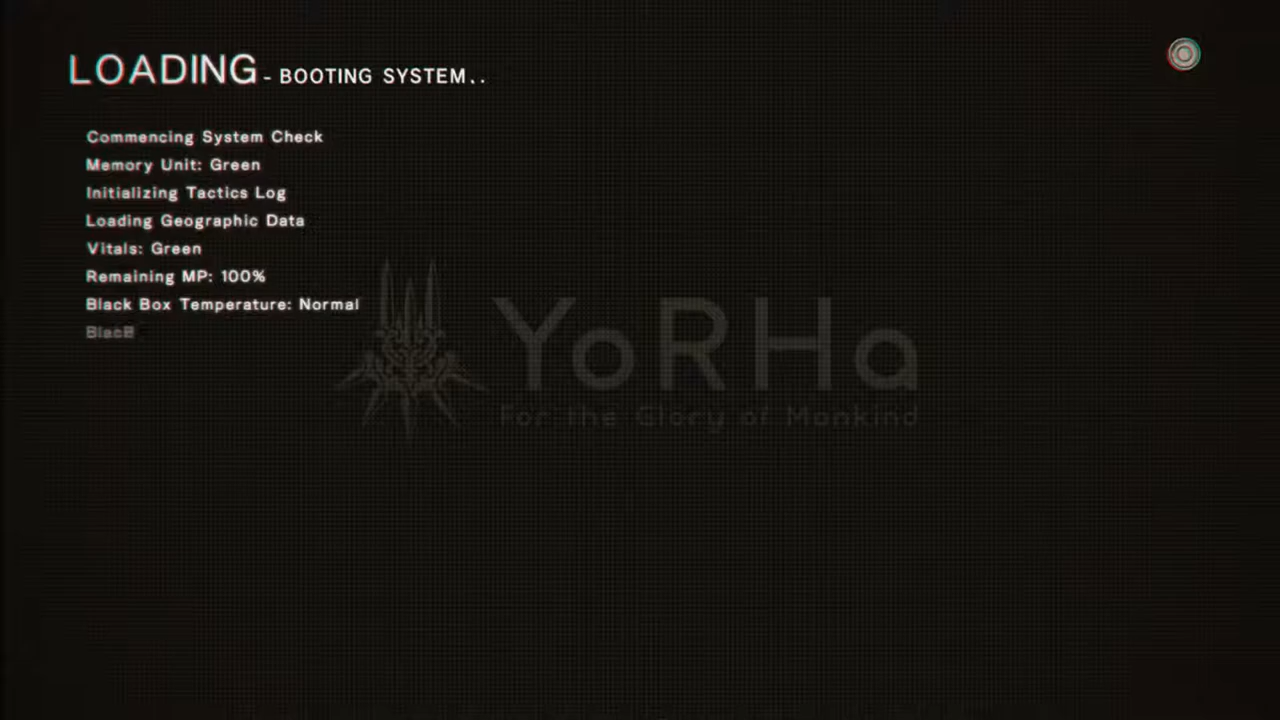 LOADING - BOOTING SYSTEM..
Commencing System Check
Memory Unit: Green
Initializing Tactics Log
Loading Geographic Data
Vitals: Green
Remaining MP: 100%
Black Box Temperature: Normal
YoRHa
For the Glory of Mankind